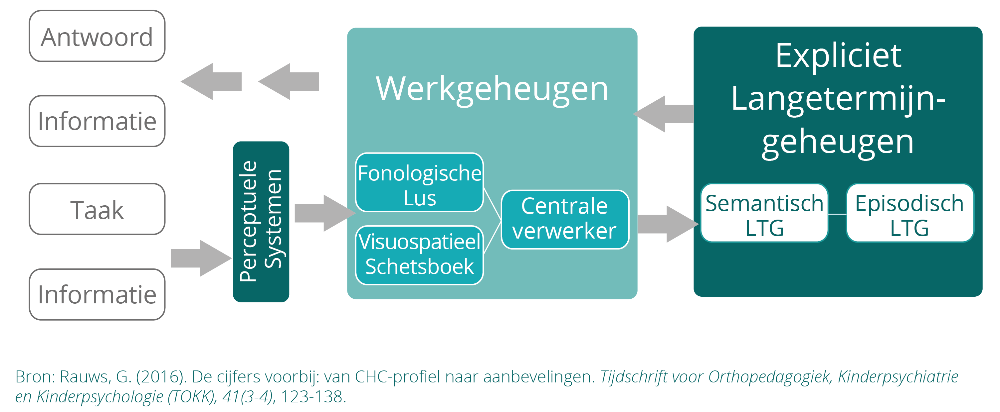 Antwoord
Informatie
Taak
Informatie
Perceptuele
Systemen
Werkgeheugen
Fonologische
Lus
Visuospatieel
Schetsboek
Centrale
verwerker
Expliciet
Langetermijn-
geheugen
Semantisch
LTG
Episodisch
LTG
Bron: Rauws, G. (2016). De cijfers voorbij: van CHC-profiel naar aanbevelingen. Tijdschrift voor Orthopedagogiek, Kinderpsychiatrie
en Kinderpsychologie (TOKK), 41(3-4), 123-138.